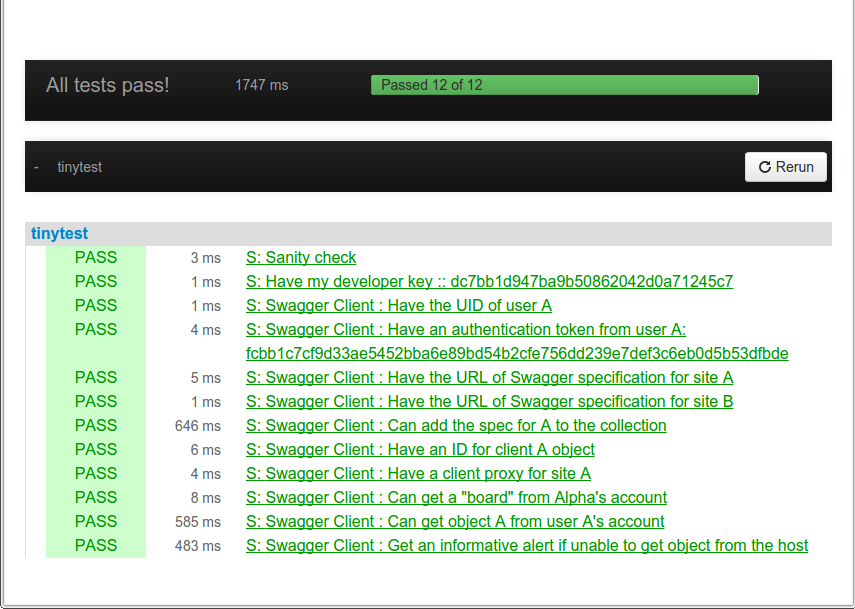 All tests pass! 1747 ms Passed 12 of 12
- tinytest Rerun
tinytest
PASS 3 ms S: Sanity check
PASS 1 ms S: Have my developer key :: dc7bb1d947ba9b50862042d0a71245c7
PASS 1 ms S: Swagger Client : Have the UID of user A
PASS 4 ms S: Swagger Client : Have an authentication token from user A:
fcbb1c7cf9d33ae5452bba6e89bd54b2cfe756dd239e7def3c6eb0d5b53dfbde
PASS 5 ms S: Swagger Client : Have the URL of Swagger specification for site A
PASS 1 ms S: Swagger Client : Have the URL of Swagger specification for site B
PASS 646 ms S: Swagger Client : Can add the spec for A to the collection
PASS 6 ms S: Swagger Client : Have an ID for client A object
PASS 4 ms S: Swagger Client : Have a client proxy for site A
PASS 8 ms S: Swagger Client : Can get a "board" from Alpha's account
PASS 585 ms S: Swagger Client : Can get object A from user A's account
PASS 483 ms S: Swagger Client : Get an informative alert if unable to get object from the host